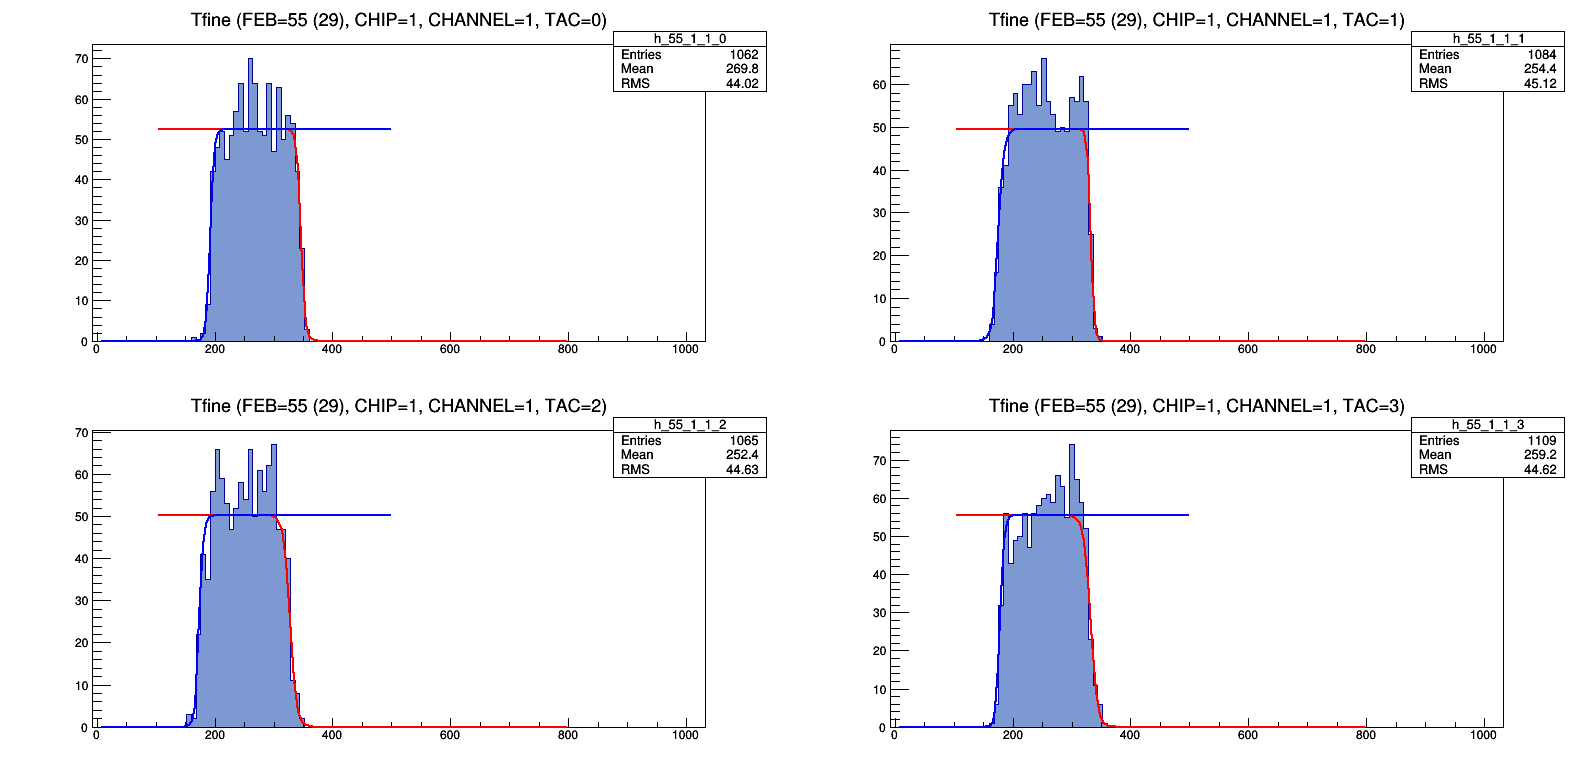 Tfine (FEB=55 (29), CHIP=1, CHANNEL=1, TAC=0)
h_55_1_1_0
Entries 1062
Mean 269.8
RMS 44.02
70
60
50
40
30
20
10
0
0 200 400 600 800 1000
Tfine (FEB=55 (29), CHIP=1, CHANNEL=1, TAC=1)
h_55_1_1_1
Entries 1084
Mean 254.4
RMS 45.12
60
50
40
30
20
10
0
0 200 400 600 800 1000
Tfine (FEB=55 (29), CHIP=1, CHANNEL=1, TAC=2)
h_55_1_1_2
Entries 1065
Mean 252.4
RMS 44.63
70
60
50
40
30
20
10
0
0 200 400 600 800 1000
Tfine (FEB=55 (29), CHIP=1, CHANNEL=1, TAC=3)
h_55_1_1_3
Entries 1109
Mean 259.2
RMS 44.62
70
60
50
40
30
20
10
0
0 200 400 600 800 1000